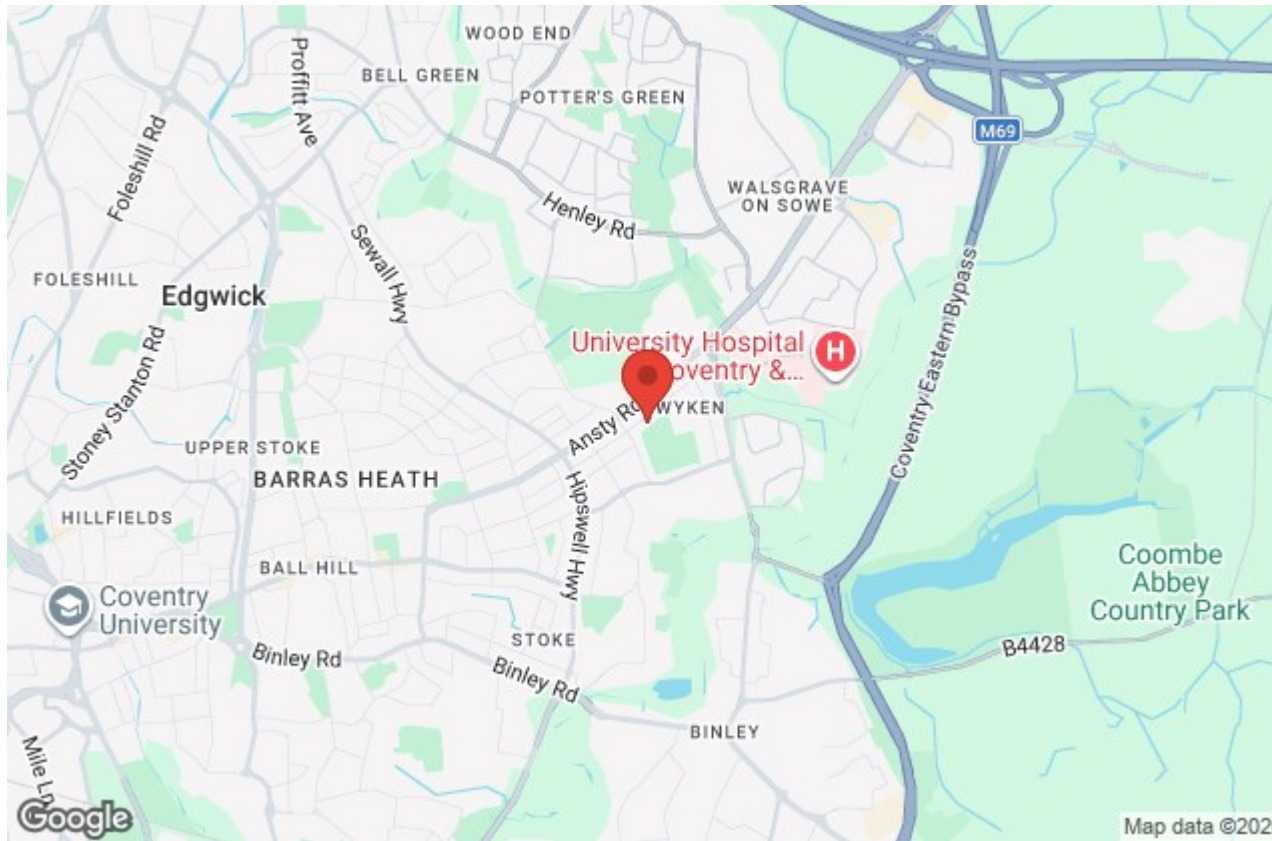 WOOD END
BELL GREEN
Proffitt Ave
POTTER'S GREEN
M69
Foleshill Rd
WALSGRAVE
ON SOWE
Henley Rd
Sewall Hwy
FOLESHILL
Edgwick
Coventry Eastern Bypass
University Hospital
Coventry &...
H
Stoney Stanton Rd
WYKEN
Ansty Rd
UPPER STOKE
BARRAS HEATH
Hipswell Hwy
HILLFIELDS
BALL HILL
Coombe
Abbey
Country Park
Coventry
University
STOKE
B4428
Binley Rd
Binley Rd
BINLEY
Mile Ln
Google
Map data ©202